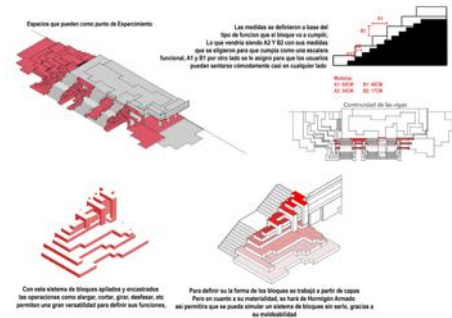 Espacios que pueden como punto de Esparcimiento
Las medidas se definieron a base del
tipo de funcion que el bloque va a cumplir,
Lo que vendria siendo A2 Y B2 con sus medidas
que se eligieron para que cumpla como una escalera
funcional, A1 y B1 por otro lado se le asignó para que los usuarios
puedan sentarse cómodamente casi en cualquier lado
A1
B1
Medidas
Continuidad de las vigas
Con este sistema de bloques apilados y encastrados
las operaciones como alargar, cortar, girar, desfasar, etc
permiten una gran versatilidad para definir sus funciones.
Para definir su la forma de los bloques se trabajó a partir de capas
Pero en cuanto a su materialidad, se hará de Hormigón Armado
asi permitirá que se pueda simular un sistema de bloques sin serlo, gracias a
su moldeabilidad